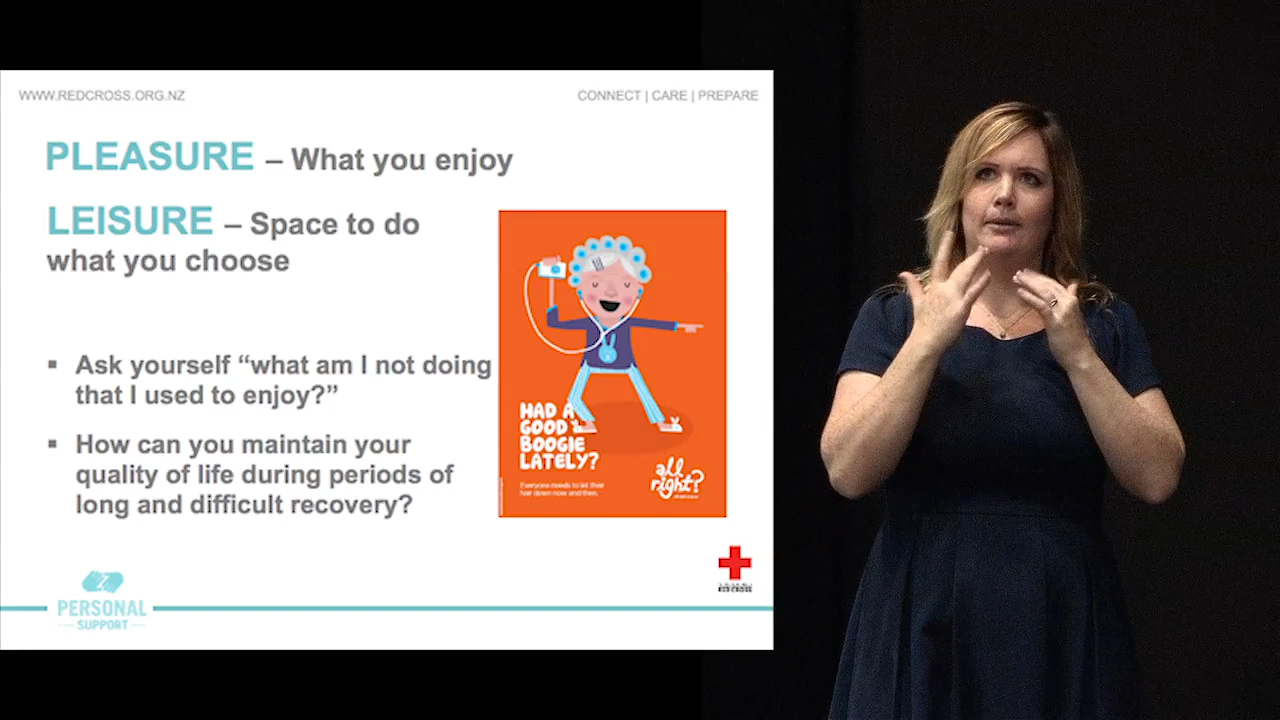 WWW.REDCROSS.ORG.NZ
CONNECT | CARE | PREPARE
PLEASURE – What you enjoy
LEISURE – Space to do
what you choose
▪ Ask yourself “what am I not doing
that I used to enjoy?”
▪ How can you maintain your
quality of life during periods of
long and difficult recovery?
HAD A
GOOD
BOOGIE
LATELY?
Everyone needs to let their
hair down now and then.
all
right?
RED CROSS
PERSONAL
SUPPORT